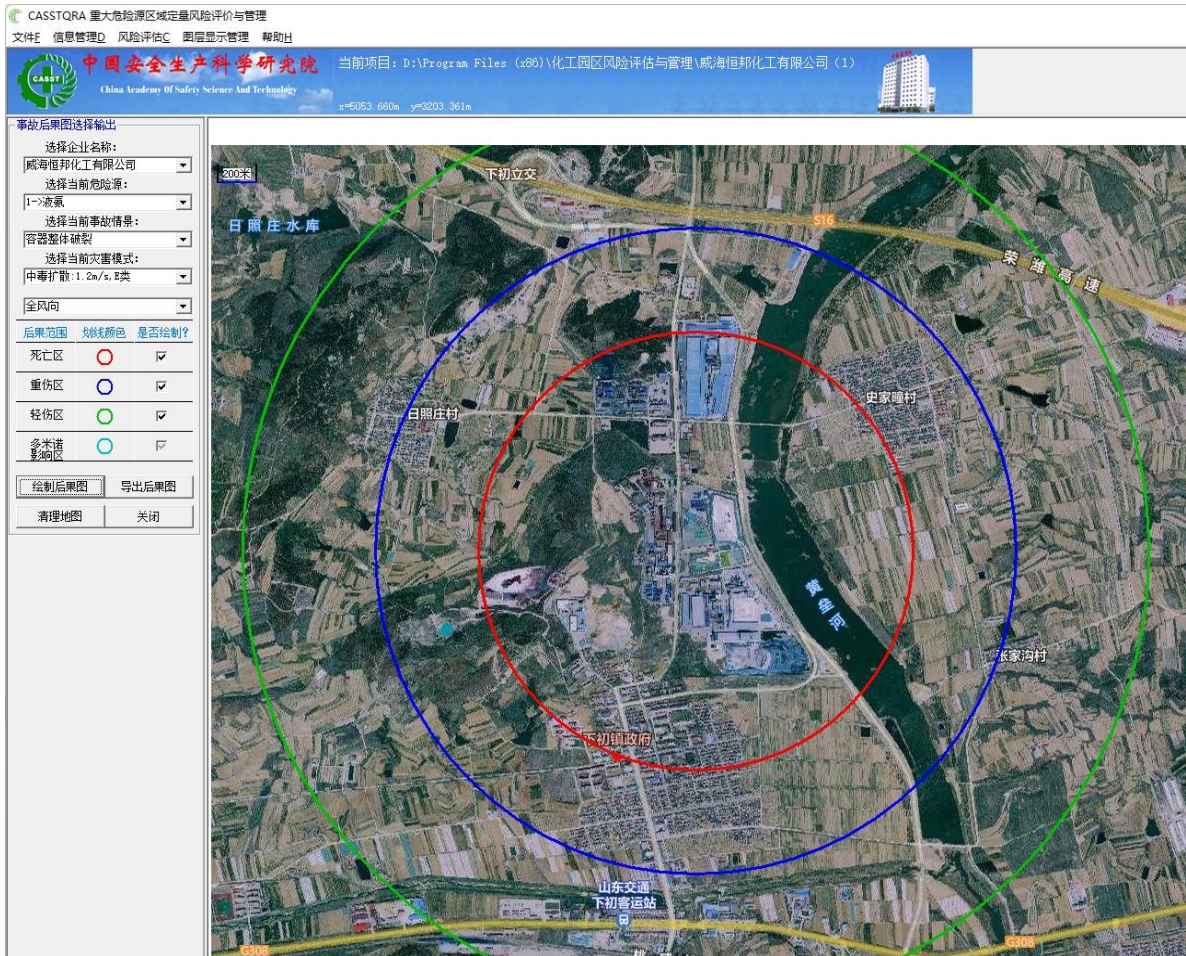 CASSTQRA 重大危险源区域定量风险评价与管理
文件F 信息管理D 风险评估C 图层显示管理 帮助H
CASST
中国安全生产科学研究院
China Academy Of Safety Science And Technology
当前项目: D:\Program Files (x86)\化工园区风险评估与管理\威海恒邦化工有限公司 (1)
x=5053.660m y=3203.361m
事故后果图选择输出
选择企业名称:
威海恒邦化工有限公司
选择当前危险源:
1->液氨
选择当前事故情景:
容器整体破裂
选择当前灾害模式:
中毒扩散:1.2m/s,E类
全风向
后果范围 划线颜色 是否绘制?
死亡区
重伤区
轻伤区
多米诺
影响区
绘制后果图 导出后果图
清理地图 关闭
200米
下初立交
日照庄水库
S16
荣潍高速
日照庄村
史家疃村
黄垒河
张家沟村
下初镇政府
山东交通
下初客运站
G308
G308